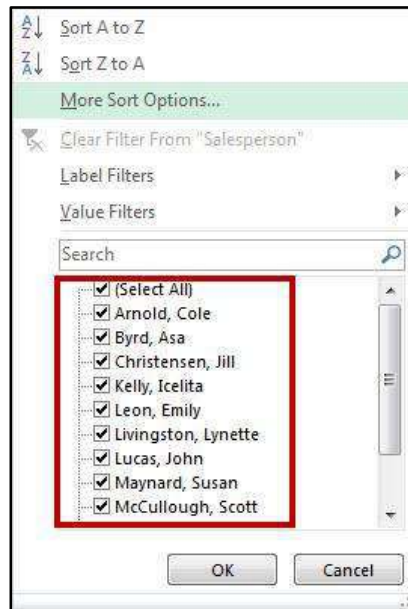 Sort A to Z
Sort Z to A
More Sort Options...
Clear Filter From "Salesperson"
Label Filters
Value Filters
Search
(Select All)
Arnold, Cole
Byrd, Asa
Christensen, Jill
Kelly, Icelita
Leon, Emily
Livingston, Lynette
Lucas, John
Maynard, Susan
McCullough, Scott
OK Cancel